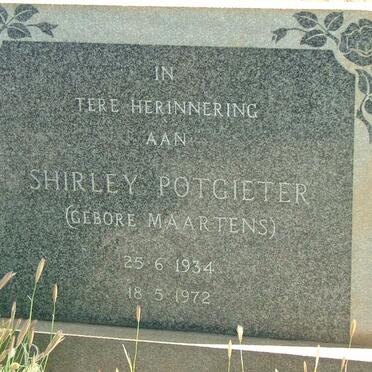 IN
TERE HERINNERING
AAN
SHIRLEY POTGIETER
(GEBORE MAARTENS)
25·6·1934
18·5·1972